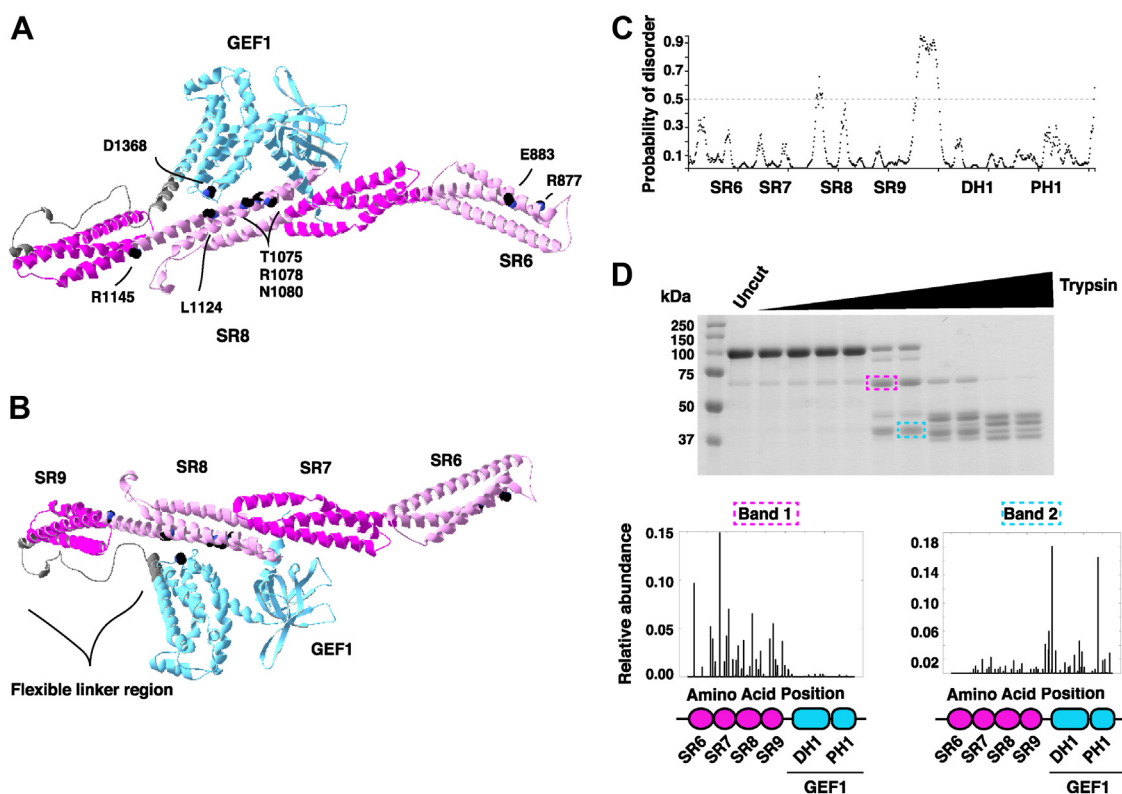 A
GEF1
D1368
E883
R877
SR6
T1075
R1078
N1080
R1145
L1124
SR8
B
SR9
SR8
SR7
SR6
GEF1
Flexible linker region
C
Probability of disorder
0.9
0.7
0.5
0.3
0.1
SR6
SR7
SR8
SR9
DH1
PH1
D
kDa
Uncut
Trypsin
250
150
100
75
50
37
Band 1
Band 2
Relative abundance
0.15
0.10
0.05
0.00
0.18
0.14
0.10
0.06
0.02
Amino Acid Position
Amino Acid Position
SR6
SR7
SR8
SR9
DH1
PH1
GEF1
SR6
SR7
SR8
SR9
DH1
PH1
GEF1